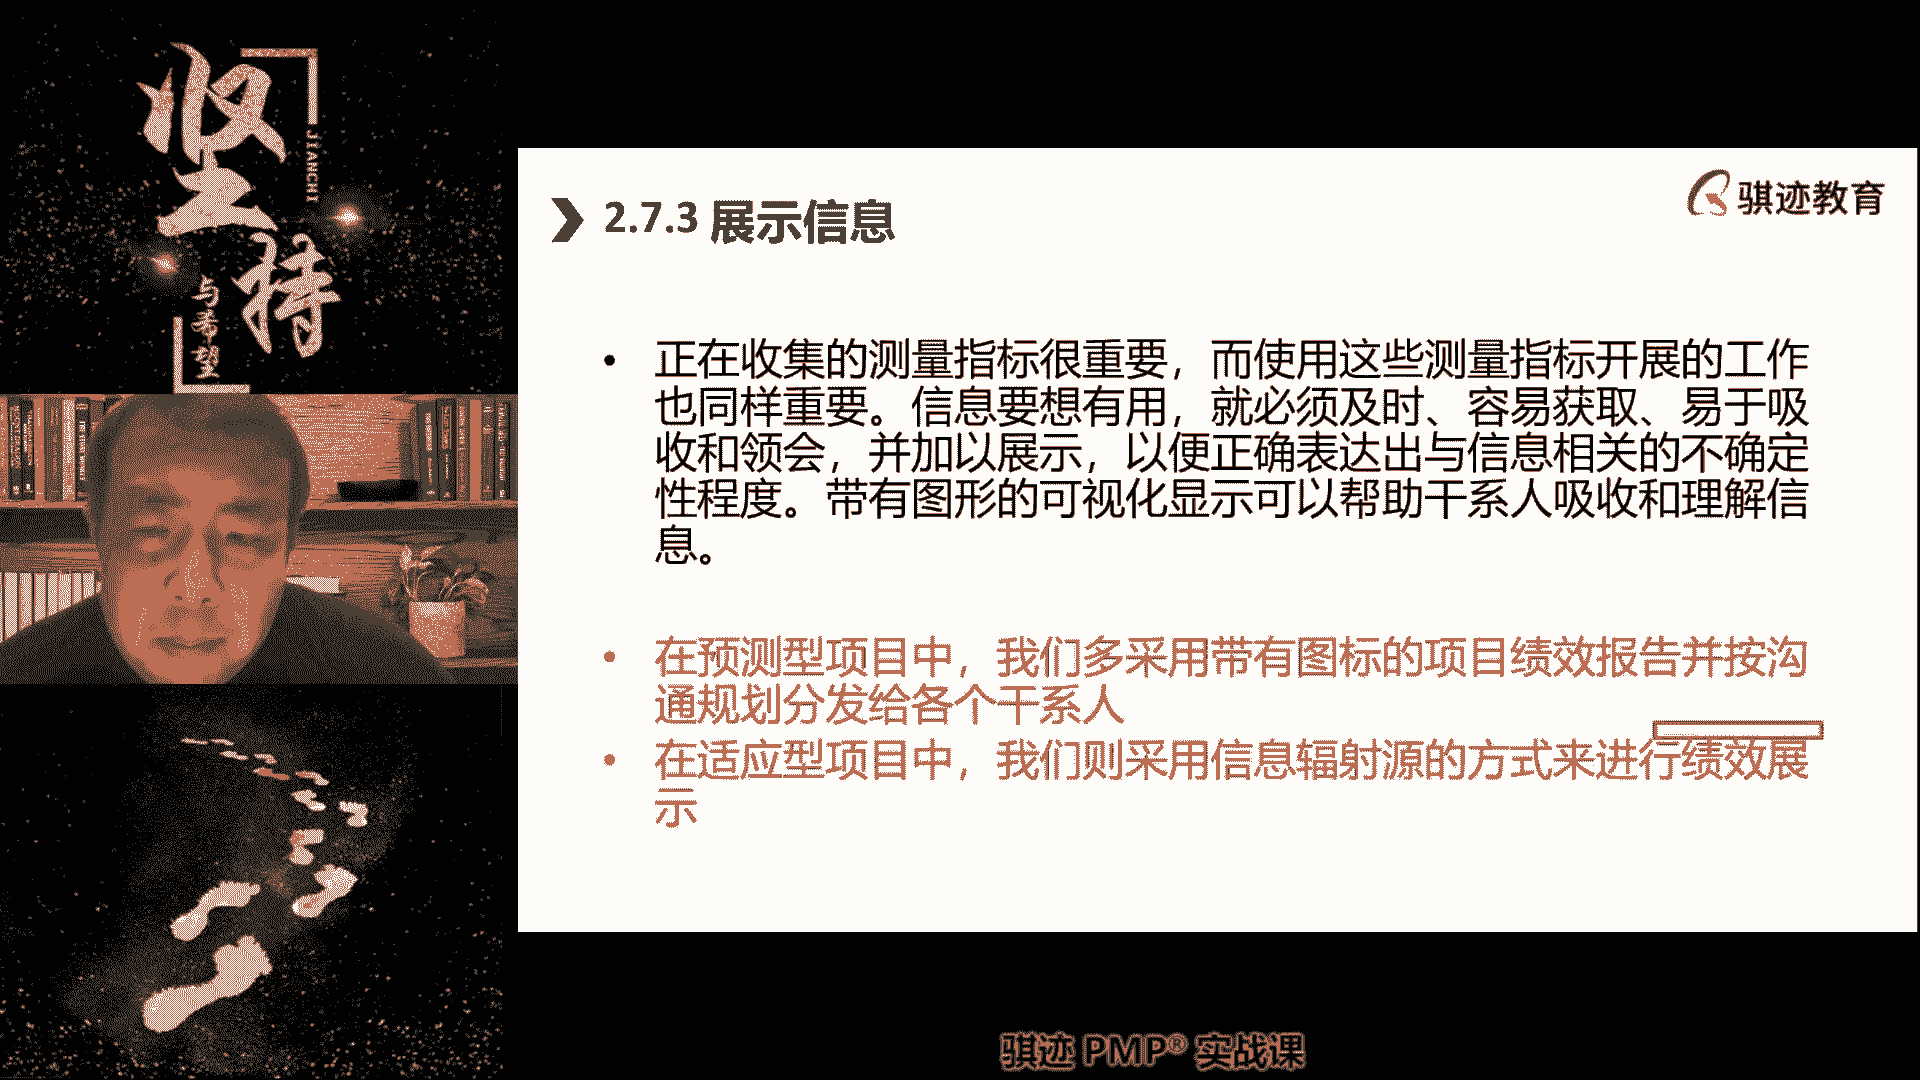 坚持
JIANCHI
与希望
骐迹教育
2.7.3 展示信息
• 正在收集的测量指标很重要，而使用这些测量指标开展的工作
也同样重要。信息要想有用，就必须及时、容易获取、易于吸
收和领会，并加以展示，以便正确表达出与信息相关的不确定
性程度。带有图形的可视化显示可以帮助干系人吸收和理解信
息。
• 在预测型项目中，我们多采用带有图标的项目绩效报告并按沟
通规划分发给各个干系人
• 在适应型项目中，我们则采用信息辐射源的方式来进行绩效展
示
骐迹 PMP® 实战课